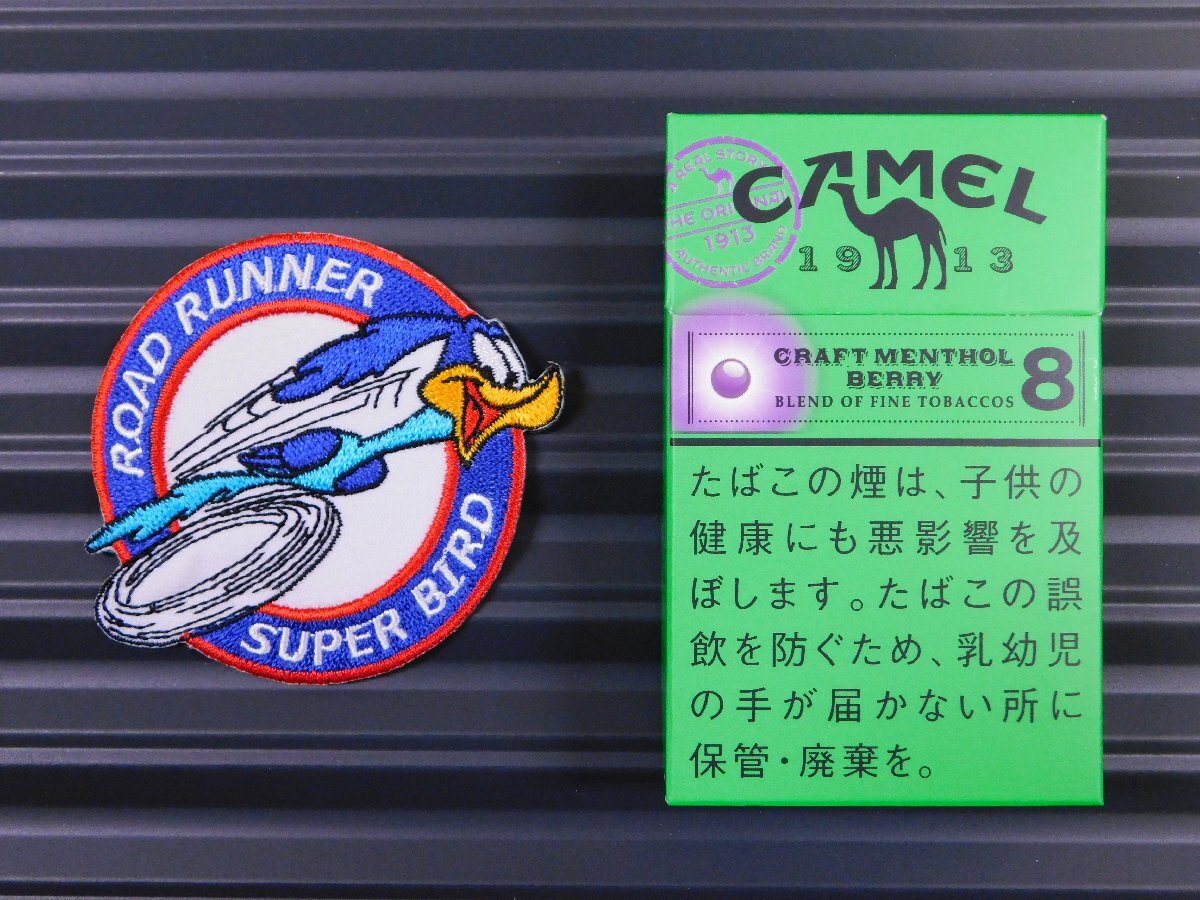 ROAD RUNNER
SUPER BIRD
A REAL STORY
THE ORIGINAL
1913
AUTHENTIC BRAND
CAMEL
1913
CRAFT MENTHOL
BERRY
BLEND OF FINE TOBACCOS
8
たばこの煙は、子供の
健康にも悪影響を及
ぼします。たばこの誤
飲を防ぐため、乳幼児
の手が届かない所に
保管・廃棄を。